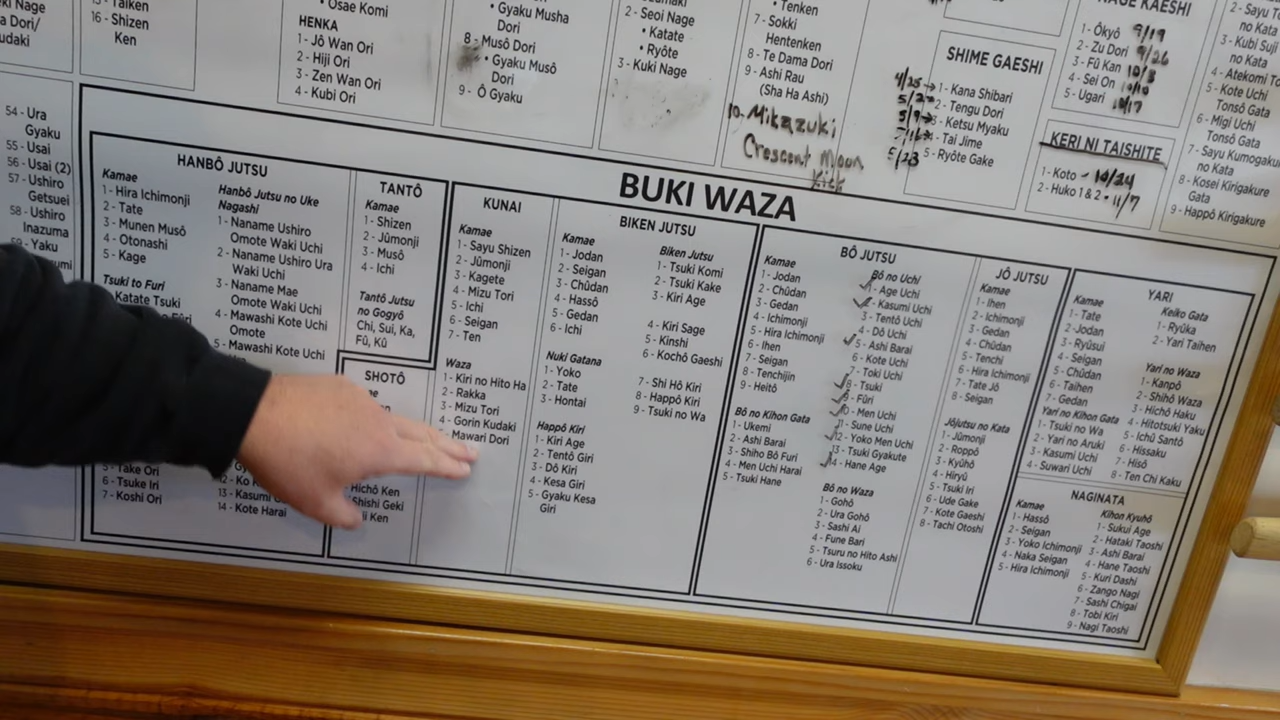 Osae Komi
HENKA
1- Jô Wan Ori
2- Hiji Ori
3- Zen Wan Ori
4- Kubi Ori
15- Taiken
16- Shizen
Ken
• Gyaku Musha
Dori
8- Musô Dori
• Gyaku Musô
Dori
9- Ô Gyaku
2- Seoi Nage
• Katate
• Ryôte
3- Kuki Nage
• Tenken
7- Sokki
Hentenken
8- Te Dama Dori
9- Ashi Rau
(Sha Ha Ashi)
10. Mikazuki
Crescent Moon
Kick
SHIME GAESHI
4/25→ 1- Kana Shibari
2- Tengu Dori
3- Ketsu Myaku
4- Tai Jime
5/23 5- Ryôte Gake
KAESHI
1- Ôkyô 9/19
2- Zu Dori 9/26
3- Fû Kan 10/3
4- Sei On 10/10
5- Ugari 10/17
KERI NI TAISHITE
1- Koto - 10/24
2- Huko 1 & 2 • 11/7
no Kata
3- Kubi Suji
no Kata
4- Atekomi To
5- Kote Uchi
Tonsô Gata
6- Migi Uchi
Tonsô Gata
7- Sayu Kumogaku
no Kata
8- Kosei Kirigakure
Gata
9- Happô Kirigakure
54- Ura
Gyaku
55- Usai
56- Usai (2)
57- Ushiro
Getsuei
58- Ushiro
Inazuma
59- Yaku
BUKI WAZA
HANBÔ JUTSU
Kamae
1- Hira Ichimonji
2- Tate
3- Munen Musô
4- Otonashi
5- Kage
Tsuki to Furi
Katate Tsuki
5- Take Ori
6- Tsuke Iri
7- Koshi Ori
Hanbô Jutsu no Uke
Nagashi
1- Naname Ushiro
Omote Waki Uchi
2- Naname Ushiro Ura
Waki Uchi
3- Naname Mae
Omote Waki Uchi
4- Mawashi Kote Uchi
Omote
5- Mawashi Kote Uchi
14- Kote Harai
TANTÔ
Kamae
1- Shizen
2- Jûmonji
3- Musô
4- Ichi
Tantô Jutsu
no Gogyô
Chi, Sui, Ka,
Fû, Kû
SHOTÔ
Hichô Ken
Shishi Geki
Ken
KUNAI
Kamae
1- Sayu Shizen
2- Jûmonji
3- Kagete
4- Mizu Tori
5- Ichi
6- Seigan
7- Ten
Waza
1- Kiri no Hito Ha
2- Rakka
3- Mizu Tori
4- Gorin Kudaki
Mawari Dori
BIKEN JUTSU
Kamae
1- Jodan
2- Seigan
3- Chûdan
4- Hassô
5- Gedan
6- Ichi
Nuki Gatana
1- Yoko
2- Tate
3- Hontai
Happô Kiri
1- Kiri Age
2- Tentô Giri
3- Dô Kiri
4- Kesa Giri
5- Gyaku Kesa
Giri
Biken Jutsu
1- Tsuki Komi
2- Tsuki Kake
3- Kiri Age
4- Kiri Sage
5- Kinshi
6- Kochô Gaeshi
7- Shi Hô Kiri
8- Happô Kiri
9- Tsuki no Wa
BÔ JUTSU
Kamae
1- Jodan
2- Chûdan
3- Gedan
4- Ichimonji
5- Hira Ichimonji
6- Ihen
7- Seigan
8- Tenchijin
9- Heitô
Bô no Kihon Gata
1- Ukemi
2- Ashi Barai
3- Shiho Bô Furi
4- Men Uchi Harai
5- Tsuki Hane
Bô no Uchi
1- Age Uchi
2- Kasumi Uchi
3- Tentô Uchi
4- Dô Uchi
5- Ashi Barai
6- Kote Uchi
7- Toki Uchi
8- Tsuki
9- Fûri
10- Men Uchi
11- Sune Uchi
12- Yoko Men Uchi
13- Tsuki Gyakute
14- Hane Age
Bô no Waza
1- Gohô
2- Ura Gohô
3- Sashi Ai
4- Fune Bari
5- Tsuru no Hito Ashi
6- Ura Issoku
JÔ JUTSU
Kamae
1- Ihen
2- Ichimonji
3- Gedan
4- Chûdan
5- Tenchi
6- Hira Ichimonji
7- Tate Jô
8- Seigan
Jôjutsu no Kata
1- Jûmonji
2- Roppô
3- Kyûhô
4- Hiryû
5- Tsuki Iri
6- Ude Gake
7- Kote Gaeshi
8- Tachi Otoshi
YARI
Kamae
1- Tate
2- Jodan
3- Ryûsui
4- Seigan
5- Chûdan
6- Taihen
7- Gedan
Yari no Kihon Gata
1- Tsuki no Wa
2- Yari no Aruki
3- Kasumi Uchi
4- Suwari Uchi
Keiko Gata
1- Ryûka
2- Yari Taihen
Yari no Waza
1- Kanpô
2- Shihô Waza
3- Hichô Haku
4- Hitotsuki Yaku
5- Ichû Santô
6- Hissaku
7- Hisô
8- Ten Chi Kaku
NAGINATA
Kamae
1- Hassô
2- Seigan
3- Yoko Ichimonji
4- Naka Seigan
5- Hira Ichimonji
Kihon Kyuhô
1- Sukui Age
2- Hataki Taoshi
3- Ashi Barai
4- Hane Taoshi
5- Kuri Dashi
6- Zango Nagi
7- Sashi Chigai
8- Tobi Kiri
9- Nagi Taoshi